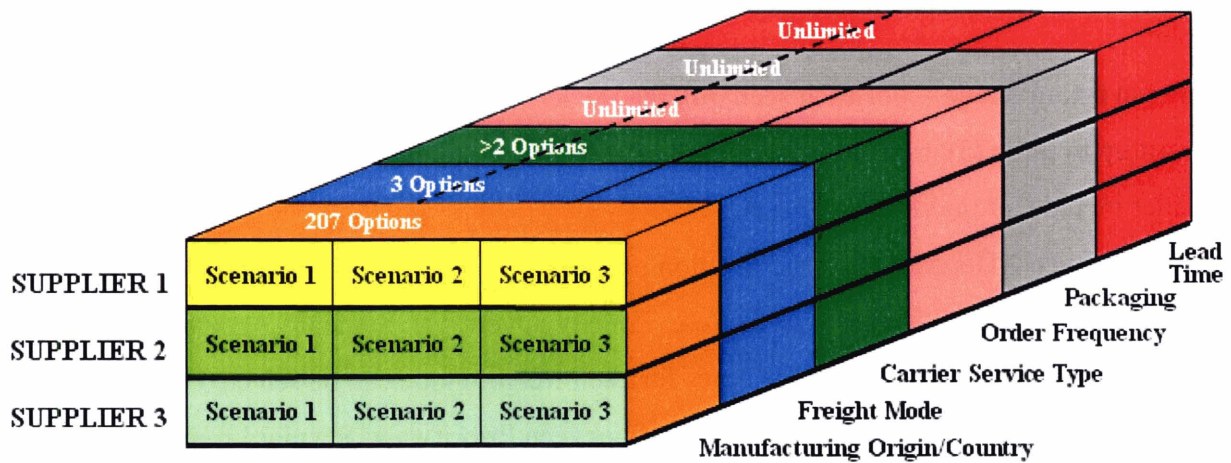 Unlimited
Unlimited
Unlimited
>2 Options
3 Options
207 Options
SUPPLIER 1
Scenario 1
Scenario 2
Scenario 3
SUPPLIER 2
Scenario 1
Scenario 2
Scenario 3
SUPPLIER 3
Scenario 1
Scenario 2
Scenario 3
Lead
Time
Packaging
Order Frequency
Carrier Service Type
Freight Mode
Manufacturing Origin/Country